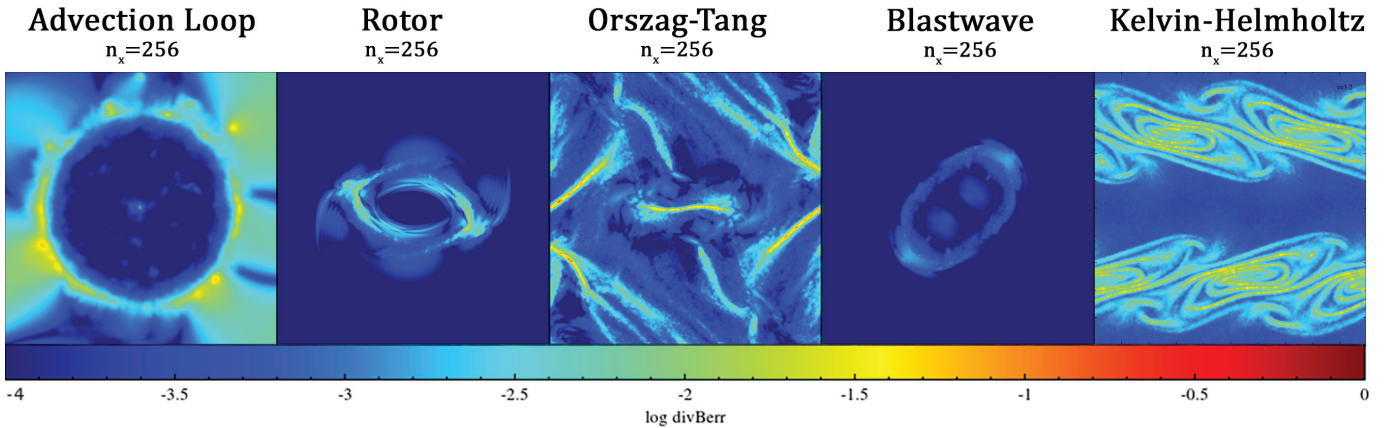 Advection Loop
n_x=256
Rotor
n_x=256
Orszag-Tang
n_x=256
Blastwave
n_x=256
Kelvin-Helmholtz
n_x=256
-4 -3.5 -3 -2.5 -2 -1.5 -1 -0.5 0
log divBerr